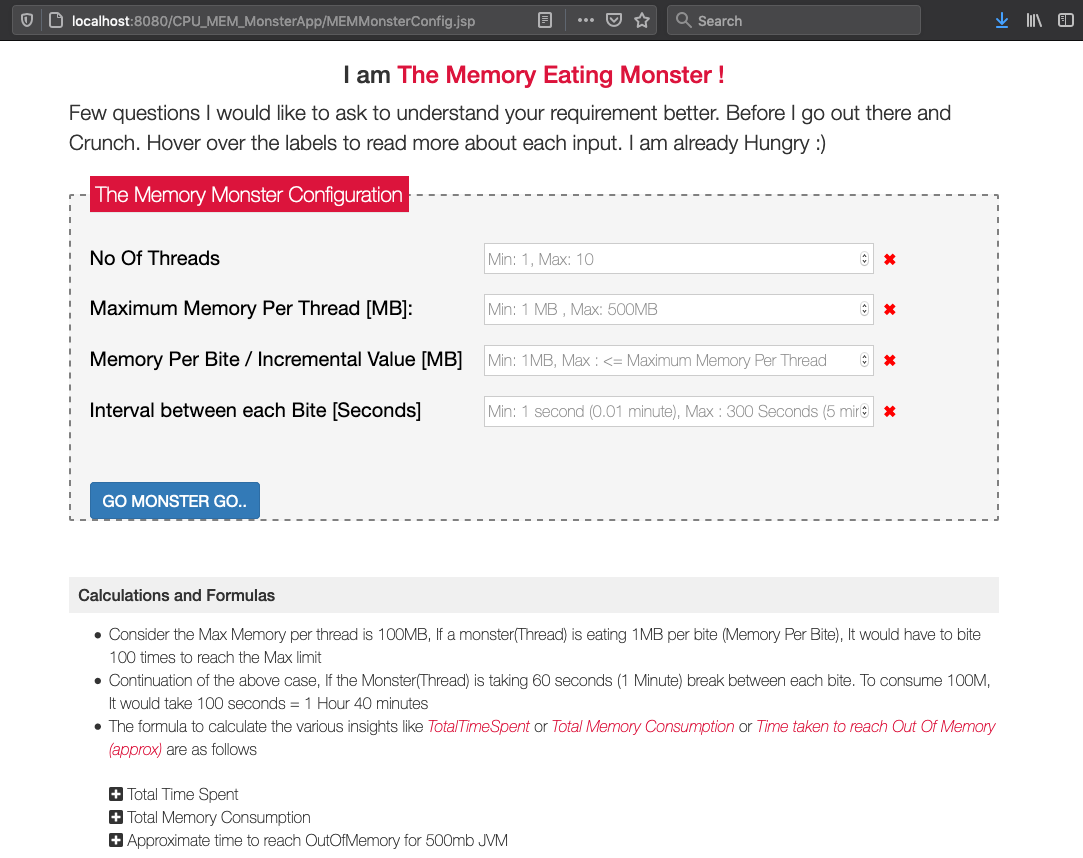 localhost:8080/CPU_MEM_MonsterApp/MEMMonsterConfig.jsp
Search
I am The Memory Eating Monster !
Few questions I would like to ask to understand your requirement better. Before I go out there and
Crunch. Hover over the labels to read more about each input. I am already Hungry :)
The Memory Monster Configuration
No Of Threads
Min: 1, Max: 10
Maximum Memory Per Thread [MB]:
Min: 1 MB , Max: 500MB
Memory Per Bite / Incremental Value [MB]
Min: 1MB, Max : <= Maximum Memory Per Thread
Interval between each Bite [Seconds]
Min: 1 second (0.01 minute), Max : 300 Seconds (5 mir
GO MONSTER GO..
Calculations and Formulas
Consider the Max Memory per thread is 100MB, If a monster(Thread) is eating 1MB per bite (Memory Per Bite), It would have to bite
100 times to reach the Max limit
Continuation of the above case, If the Monster(Thread) is taking 60 seconds (1 Minute) break between each bite. To consume 100M,
It would take 100 seconds = 1 Hour 40 minutes
The formula to calculate the various insights like TotalTimeSpent or Total Memory Consumption or Time taken to reach Out Of Memory
(approx) are as follows
Total Time Spent
Total Memory Consumption
Approximate time to reach OutOfMemory for 500mb JVM